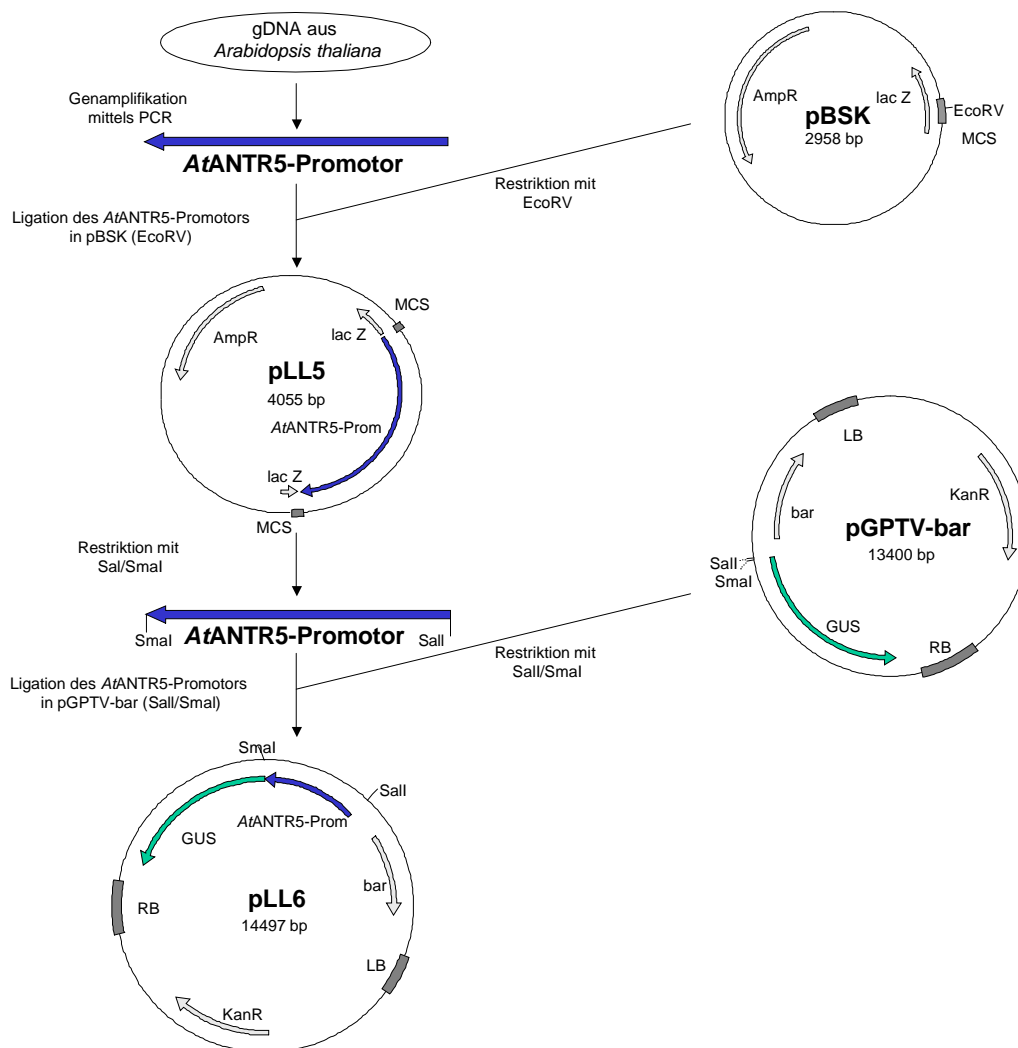 gDNA aus
Arabidopsis thaliana
Genamplifikation
mittels PCR
AtANTR5-Promotor
AmpR
lac Z
pBSK
2958 bp
EcoRV
MCS
Restriktion mit
EcoRV
Ligation des AtANTR5-Promotors
in pBSK (EcoRV)
MCS
lac Z
AmpR
pLL5
4055 bp
AtANTR5-Prom
lac Z
MCS
LB
KanR
bar
pGPTV-bar
13400 bp
SalI
SmaI
GUS
RB
Restriktion mit
Sal/SmaI
SmaI
AtANTR5-Promotor
SalI
Restriktion mit
SalI/SmaI
Ligation des AtANTR5-Promotors
in pGPTV-bar (SalI/SmaI)
SmaI
SalI
AtANTR5-Prom
GUS
bar
RB
pLL6
14497 bp
LB
KanR